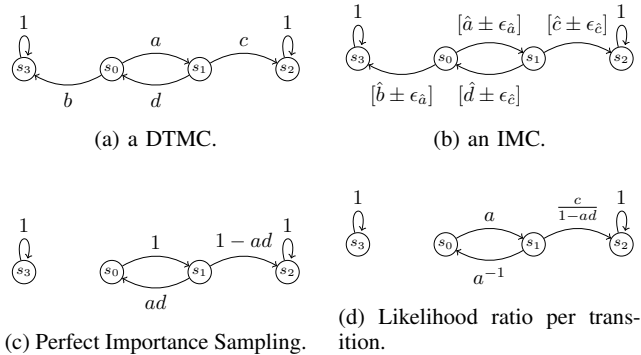 1
1
a
c
s₃
s₀
s₁
s₂
b
d
(a) a DTMC.
1
1
[â ± ϵ_â]
[ĉ ± ϵ_ĉ]
s₃
s₀
s₁
s₂
[b̂ ± ϵ_â]
[d̂ ± ϵ_ĉ]
(b) an IMC.
1
1
1
1 − ad
s₃
s₀
s₁
s₂
ad
(c) Perfect Importance Sampling.
1
1
a
c/(1−ad)
s₃
s₀
s₁
s₂
a⁻¹
(d) Likelihood ratio per tran-
sition.